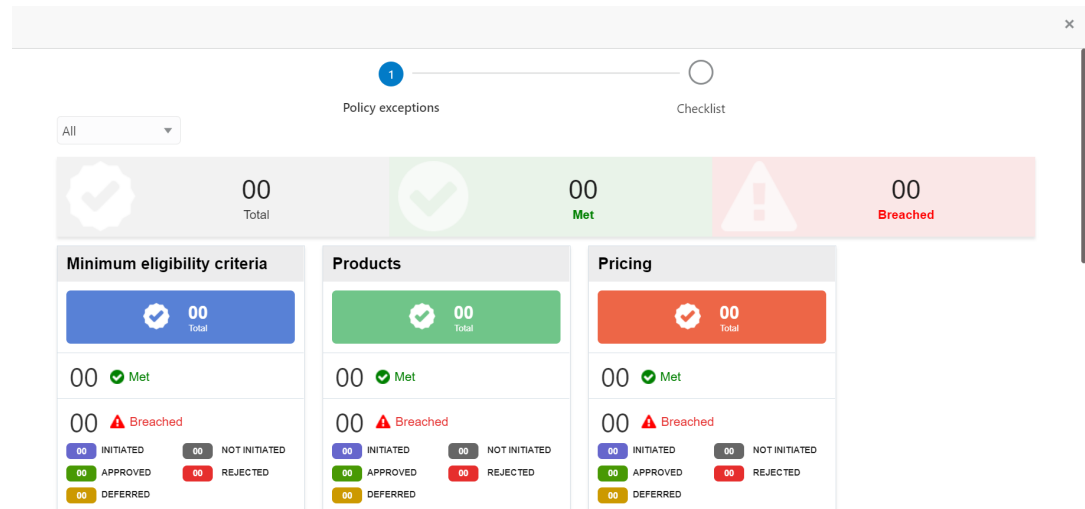 ×
1
Policy exceptions Checklist
All
00 00 00
Total Met Breached
Minimum eligibility criteria Products Pricing
00 00 00
Total Total Total
00 Met 00 Met 00 Met
00 Breached 00 Breached 00 Breached
00 INITIATED 00 NOT INITIATED 00 INITIATED 00 NOT INITIATED 00 INITIATED 00 NOT INITIATED
00 APPROVED 00 REJECTED 00 APPROVED 00 REJECTED 00 APPROVED 00 REJECTED
00 DEFERRED 00 DEFERRED 00 DEFERRED